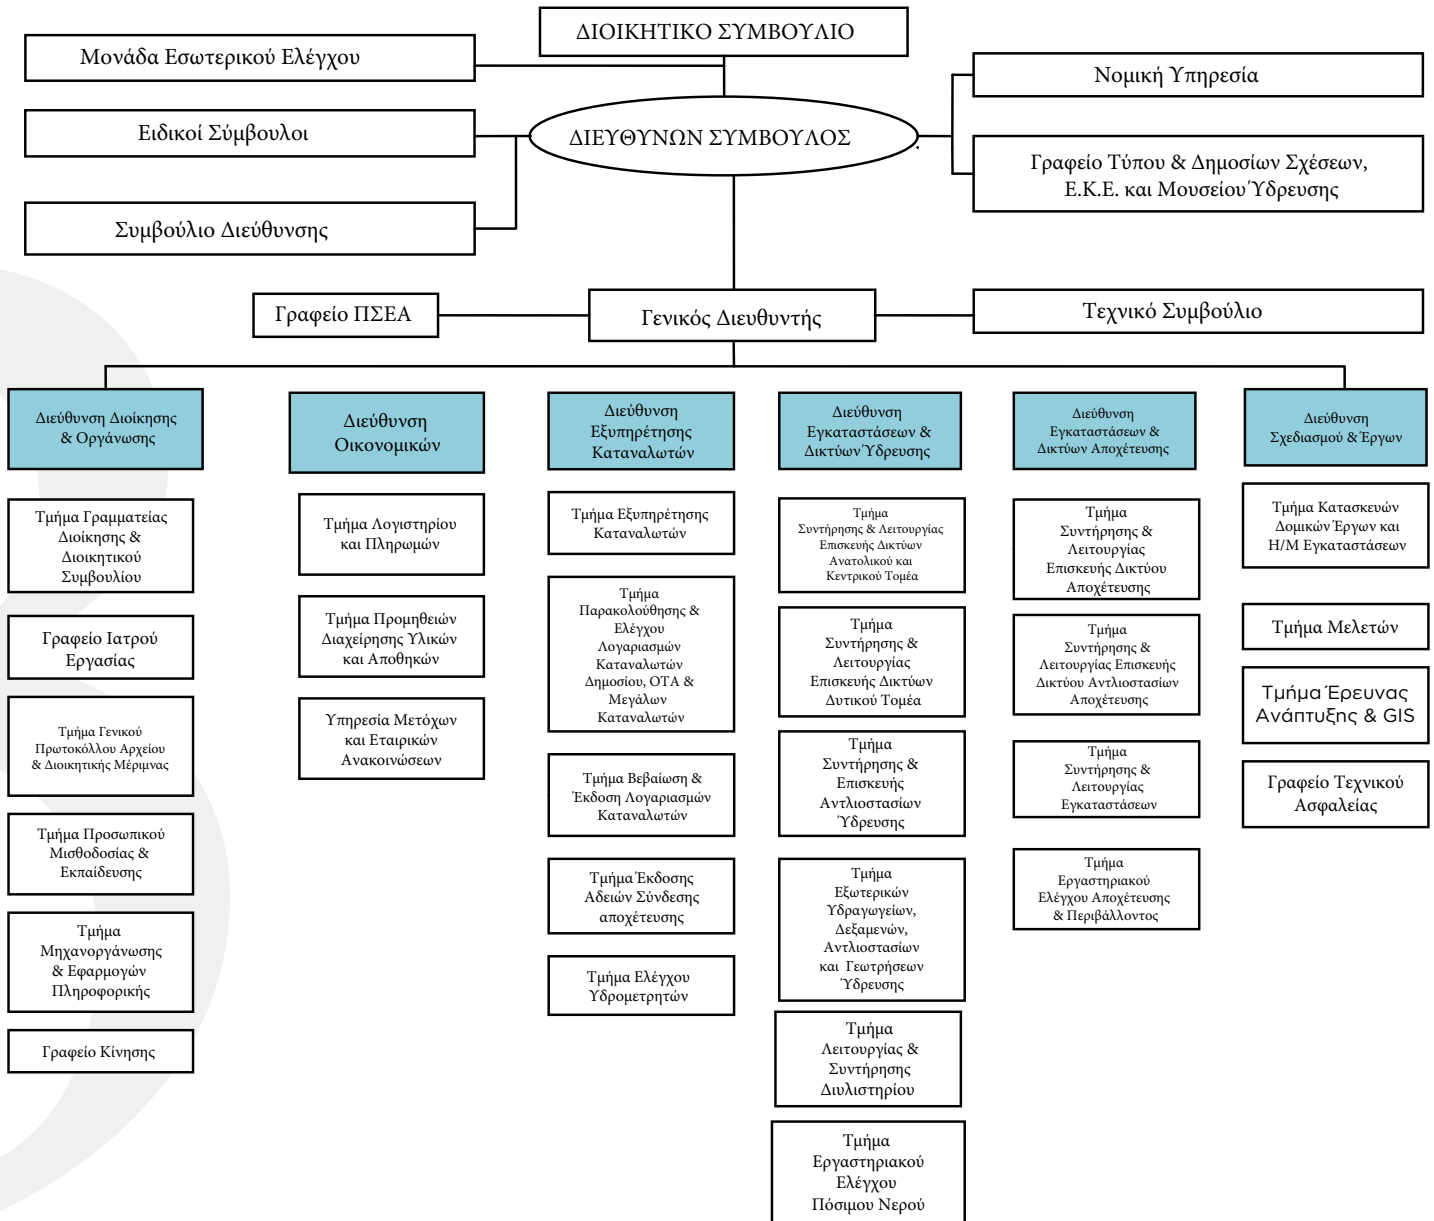 ΔΙΟΙΚΗΤΙΚΟ ΣΥΜΒΟΥΛΙΟ
Μονάδα Εσωτερικού Ελέγχου
Νομική Υπηρεσία
Ειδικοί Σύμβουλοι
ΔΙΕΥΘΥΝΩΝ ΣΥΜΒΟΥΛΟΣ
Γραφείο Τύπου & Δημοσίων Σχέσεων,
Ε.Κ.Ε. και Μουσείου Ύδρευσης
Συμβούλιο Διεύθυνσης
Γραφείο ΠΣΕΑ
Γενικός Διευθυντής
Τεχνικό Συμβούλιο
Διεύθυνση Διοίκησης
& Οργάνωσης
Τμήμα Γραμματείας
Διοίκησης &
Διοικητικού
Συμβουλίου
Γραφείο Ιατρού
Εργασίας
Τμήμα Γενικού
Πρωτοκόλλου Αρχείου
& Διοικητικής Μέριμνας
Τμήμα Προσωπικού
Μισθοδοσίας &
Εκπαίδευσης
Τμήμα
Μηχανοργάνωσης
& Εφαρμογών
Πληροφορικής
Γραφείο Κίνησης
Διεύθυνση
Οικονομικών
Τμήμα Λογιστηρίου
και Πληρωμών
Τμήμα Προμηθειών
Διαχείρησης Υλικών
και Αποθηκών
Υπηρεσία Μετόχων
και Εταιρικών
Ανακοινώσεων
Διεύθυνση
Εξυπηρέτησης
Καταναλωτών
Τμήμα Εξυπηρέτησης
Καταναλωτών
Τμήμα
Παρακολούθησης &
Ελέγχου
Λογαριασμών
Καταναλωτών
Δημοσίου, ΟΤΑ &
Μεγάλων
Καταναλωτών
Τμήμα Βεβαίωση &
Έκδοση Λογαριασμών
Καταναλωτών
Τμήμα Έκδοσης
Αδειών Σύνδεσης
αποχέτευσης
Τμήμα Ελέγχου
Υδρομετρητών
Διεύθυνση
Εγκαταστάσεων &
Δικτύων Ύδρευσης
Τμήμα
Συντήρησης & Λειτουργίας
Επισκευής Δικτύων
Ανατολικού και
Κεντρικού Τομέα
Τμήμα
Συντήρησης &
Λειτουργίας
Επισκευής Δικτύων
Δυτικού Τομέα
Τμήμα
Συντήρησης &
Επισκευής
Αντλιοστασίων
Ύδρευσης
Τμήμα
Εξωτερικών
Υδραγωγείων,
Δεξαμενών,
Αντλιοστασίων
και Γεωτρήσεων
Ύδρευσης
Τμήμα
Λειτουργίας &
Συντήρησης
Διυλιστηρίου
Τμήμα
Εργαστηριακού
Ελέγχου
Πόσιμου Νερού
Διεύθυνση
Εγκαταστάσεων &
Δικτύων Αποχέτευσης
Τμήμα
Συντήρησης &
Λειτουργίας
Επισκευής Δικτύου
Αποχέτευσης
Τμήμα
Συντήρησης &
Λειτουργίας Επισκευής
Δικτύου Αντλιοστασίων
Αποχέτευσης
Τμήμα
Συντήρησης &
Λειτουργίας
Εγκαταστάσεων
Τμήμα
Εργαστηριακού
Ελέγχου Αποχέτευσης
& Περιβάλλοντος
Διεύθυνση
Σχεδιασμού & Έργων
Τμήμα Κατασκευών
Δομικών Έργων και
Η/Μ Εγκαταστάσεων
Τμήμα Μελετών
Τμήμα Έρευνας
Ανάπτυξης & GIS
Γραφείο Τεχνικού
Ασφαλείας